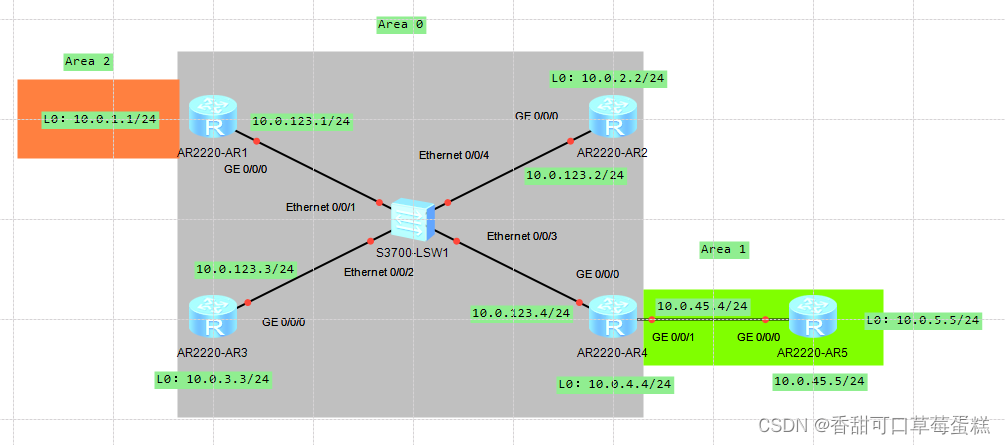 Area 0
Area 2
L0: 10.0.1.1/24
R
AR2220-AR1
10.0.123.1/24
GE 0/0/0
Ethernet 0/0/1
L0: 10.0.2.2/24
GE 0/0/0
R
AR2220-AR2
Ethernet 0/0/4
10.0.123.2/24
S3700-LSW1
Ethernet 0/0/3
Ethernet 0/0/2
10.0.123.3/24
GE 0/0/0
R
AR2220-AR3
L0: 10.0.3.3/24
GE 0/0/0
10.0.123.4/24
R
AR2220-AR4
L0: 10.0.4.4/24
Area 1
10.0.45.4/24
GE 0/0/1
GE 0/0/0
R
AR2220-AR5
L0: 10.0.5.5/24
10.0.45.5/24
CSDN @香甜可口草莓蛋糕